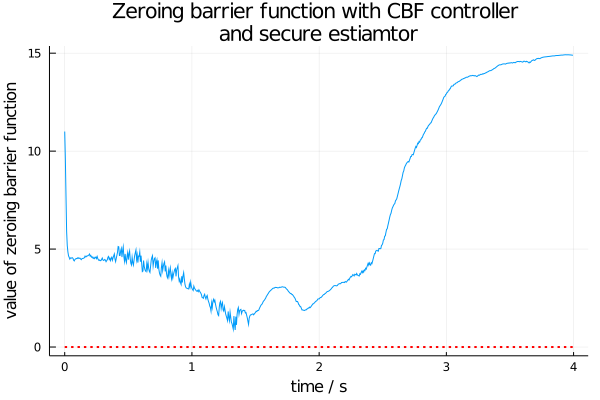 Zeroing barrier function with CBF controller
and secure estiamtor
value of zeroing barrier function
15
10
5
0
0
1
2
3
4
time / s